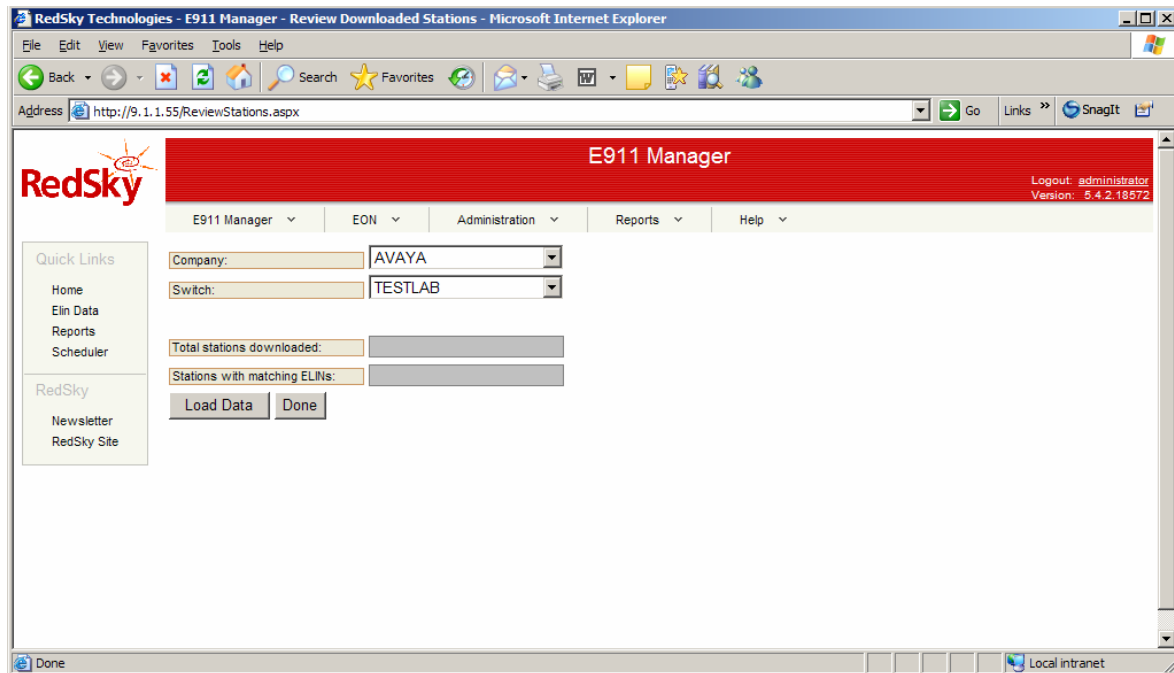 RedSky Technologies - E911 Manager - Review Downloaded Stations - Microsoft Internet Explorer
File Edit View Favorites Tools Help
Back Search Favorites
Address http://9.1.1.55/ReviewStations.aspx Go Links » SnagIt
RedSky
E911 Manager
Logout: administrator
Version: 5.4.2.18572
E911 Manager EON Administration Reports Help
Quick Links
Home
Elin Data
Reports
Scheduler
RedSky
Newsletter
RedSky Site
Company: AVAYA
Switch: TESTLAB
Total stations downloaded:
Stations with matching ELINs:
Load Data Done
Done Local intranet